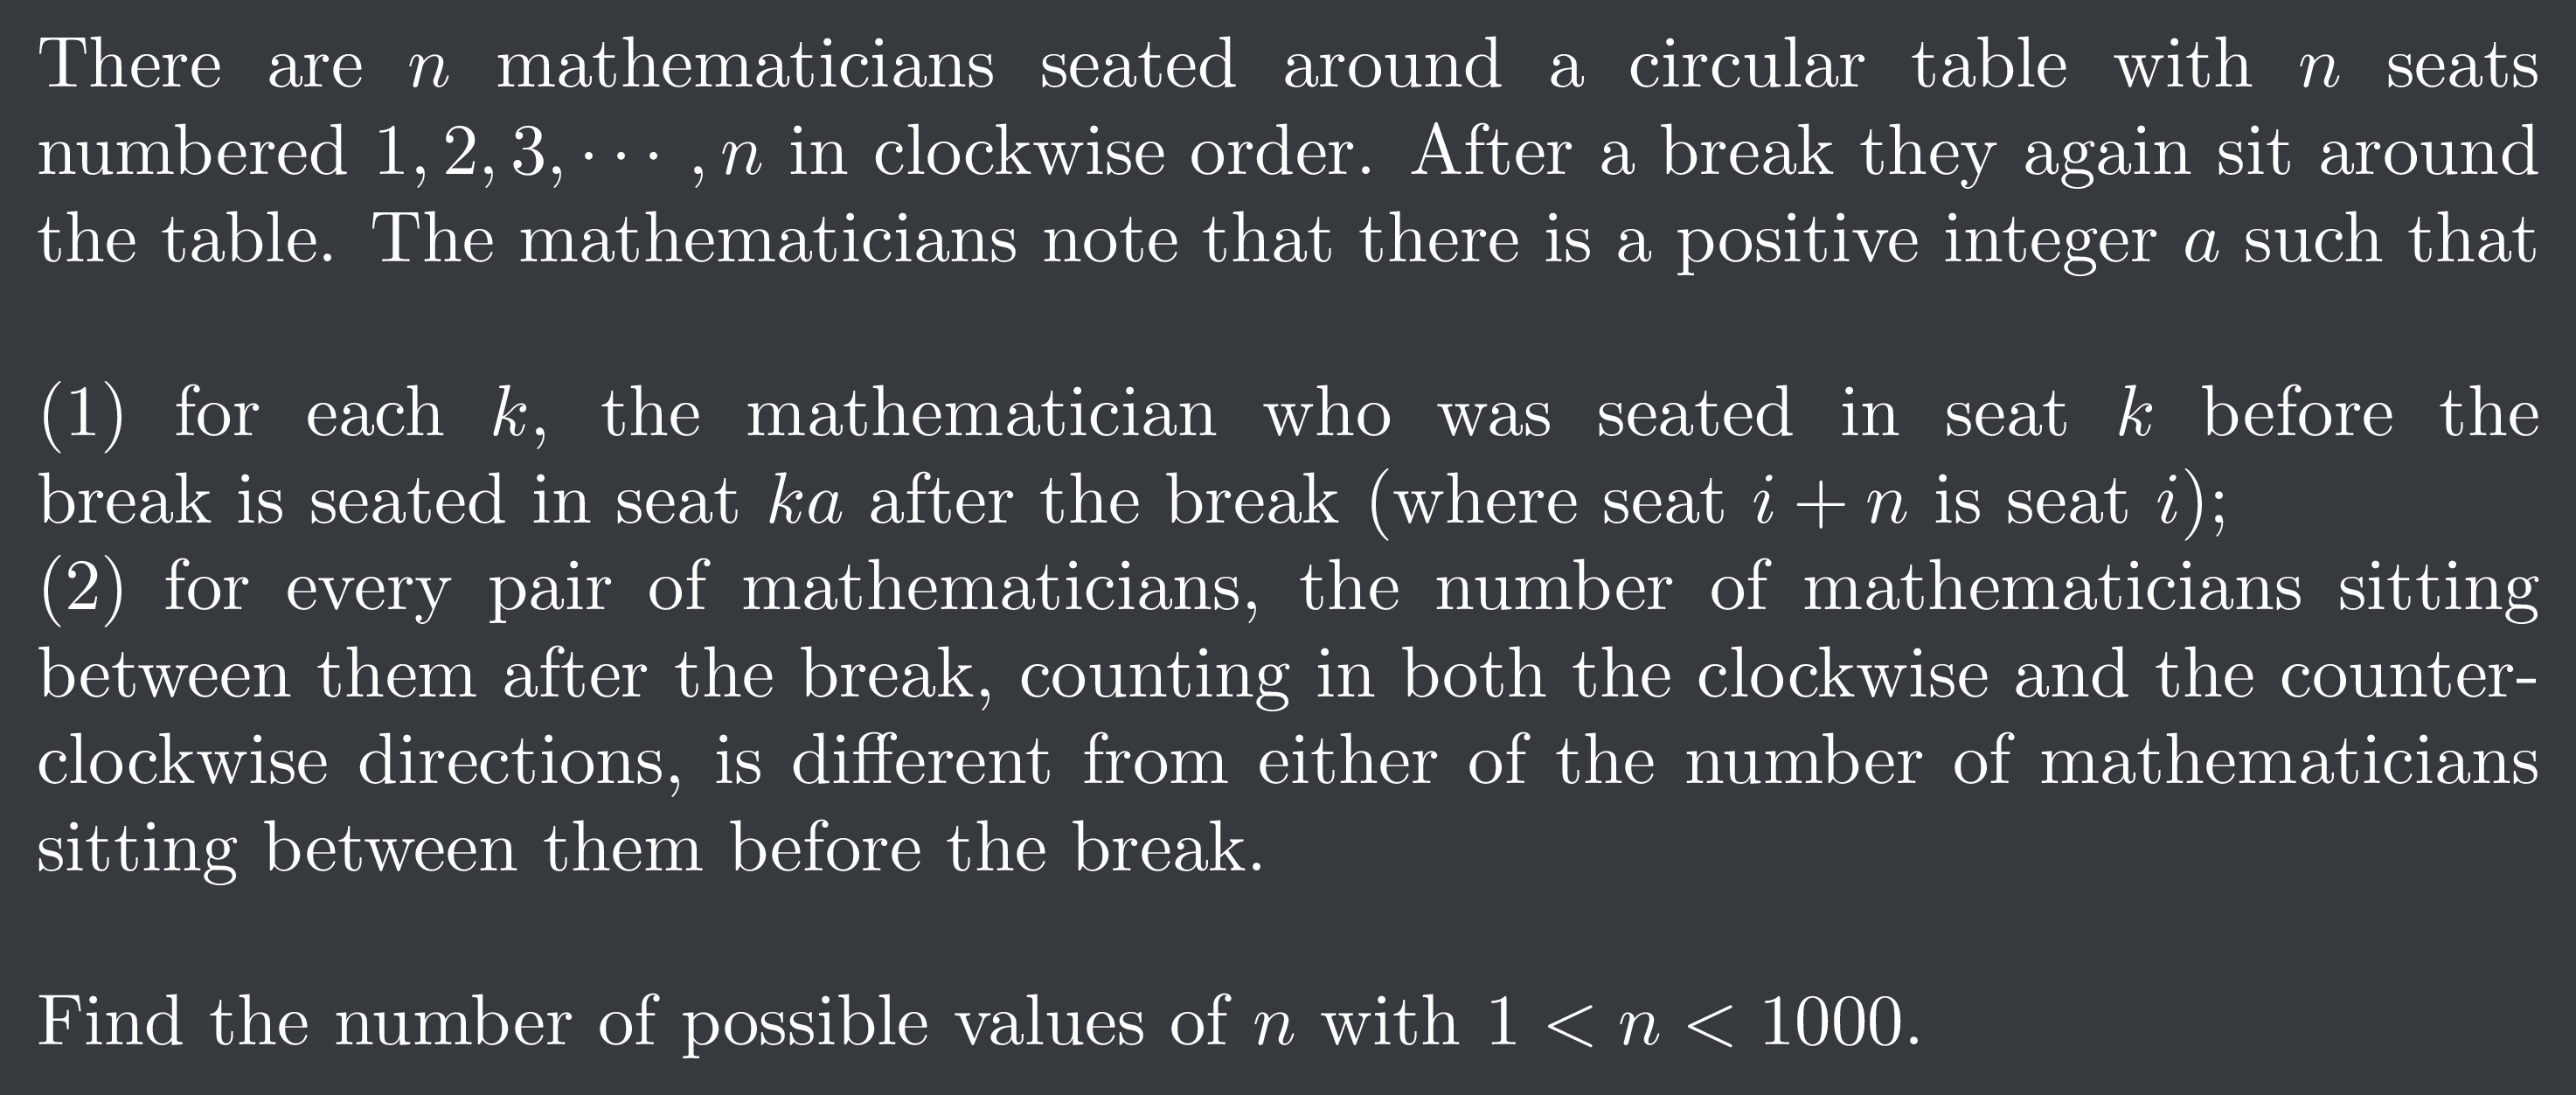 There are n mathematicians seated around a circular table with n seats
numbered 1, 2, 3, ⋯ , n in clockwise order. After a break they again sit around
the table. The mathematicians note that there is a positive integer a such that
(1) for each k, the mathematician who was seated in seat k before the
break is seated in seat ka after the break (where seat i + n is seat i);
(2) for every pair of mathematicians, the number of mathematicians sitting
between them after the break, counting in both the clockwise and the counter-
clockwise directions, is different from either of the number of mathematicians
sitting between them before the break.
Find the number of possible values of n with 1 < n < 1000.